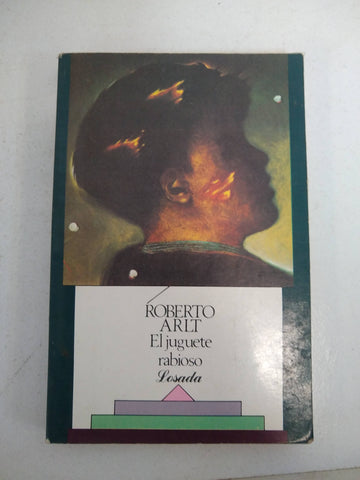 ROBERTO
ARLT
El juguete
rabioso
Losada